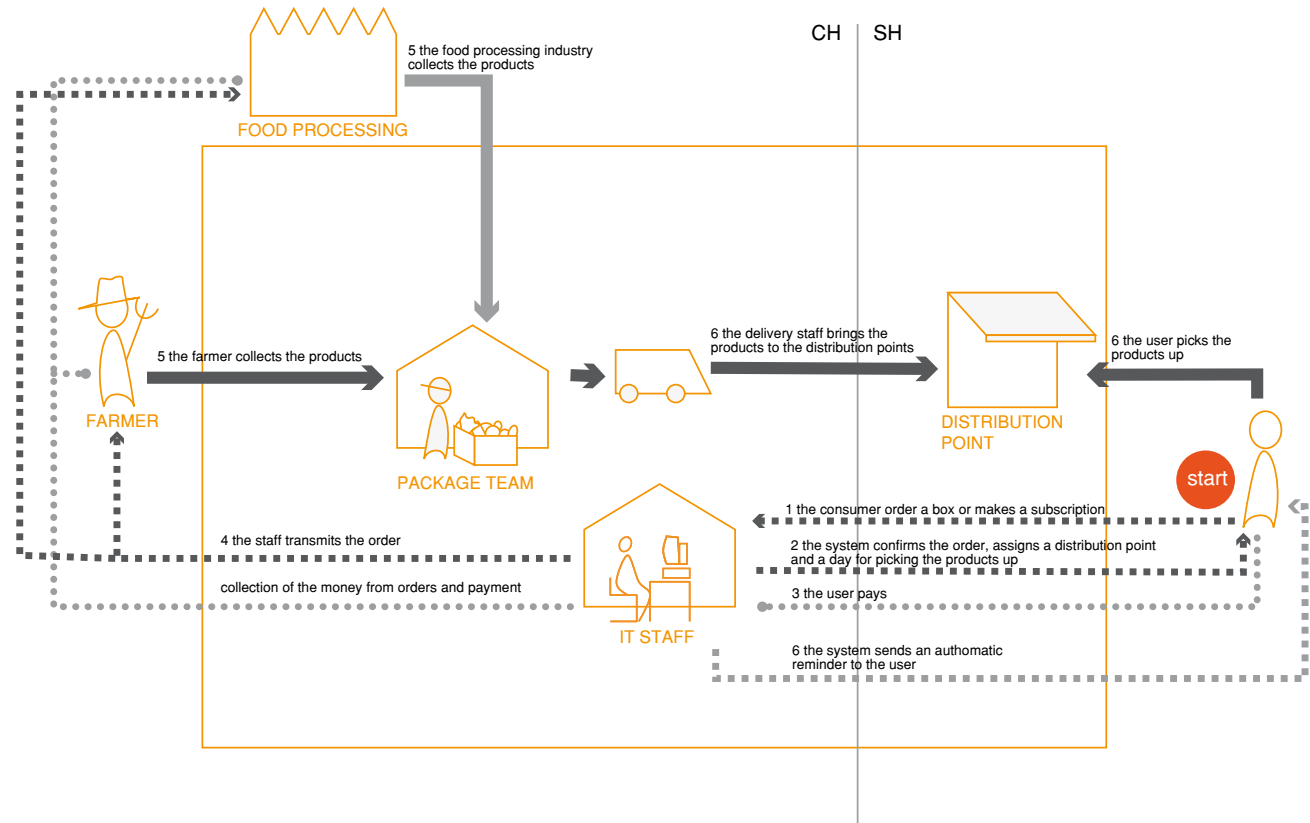 CH
SH
5 the food processing industry
collects the products
FOOD PROCESSING
5 the farmer collects the products
FARMER
PACKAGE TEAM
6 the delivery staff brings the
products to the distribution points
6 the user picks the
products up
DISTRIBUTION
POINT
start
1 the consumer order a box or makes a subscription
4 the staff transmits the order
2 the system confirms the order, assigns a distribution point
and a day for picking the products up
collection of the money from orders and payment
3 the user pays
IT STAFF
6 the system sends an authomatic
reminder to the user